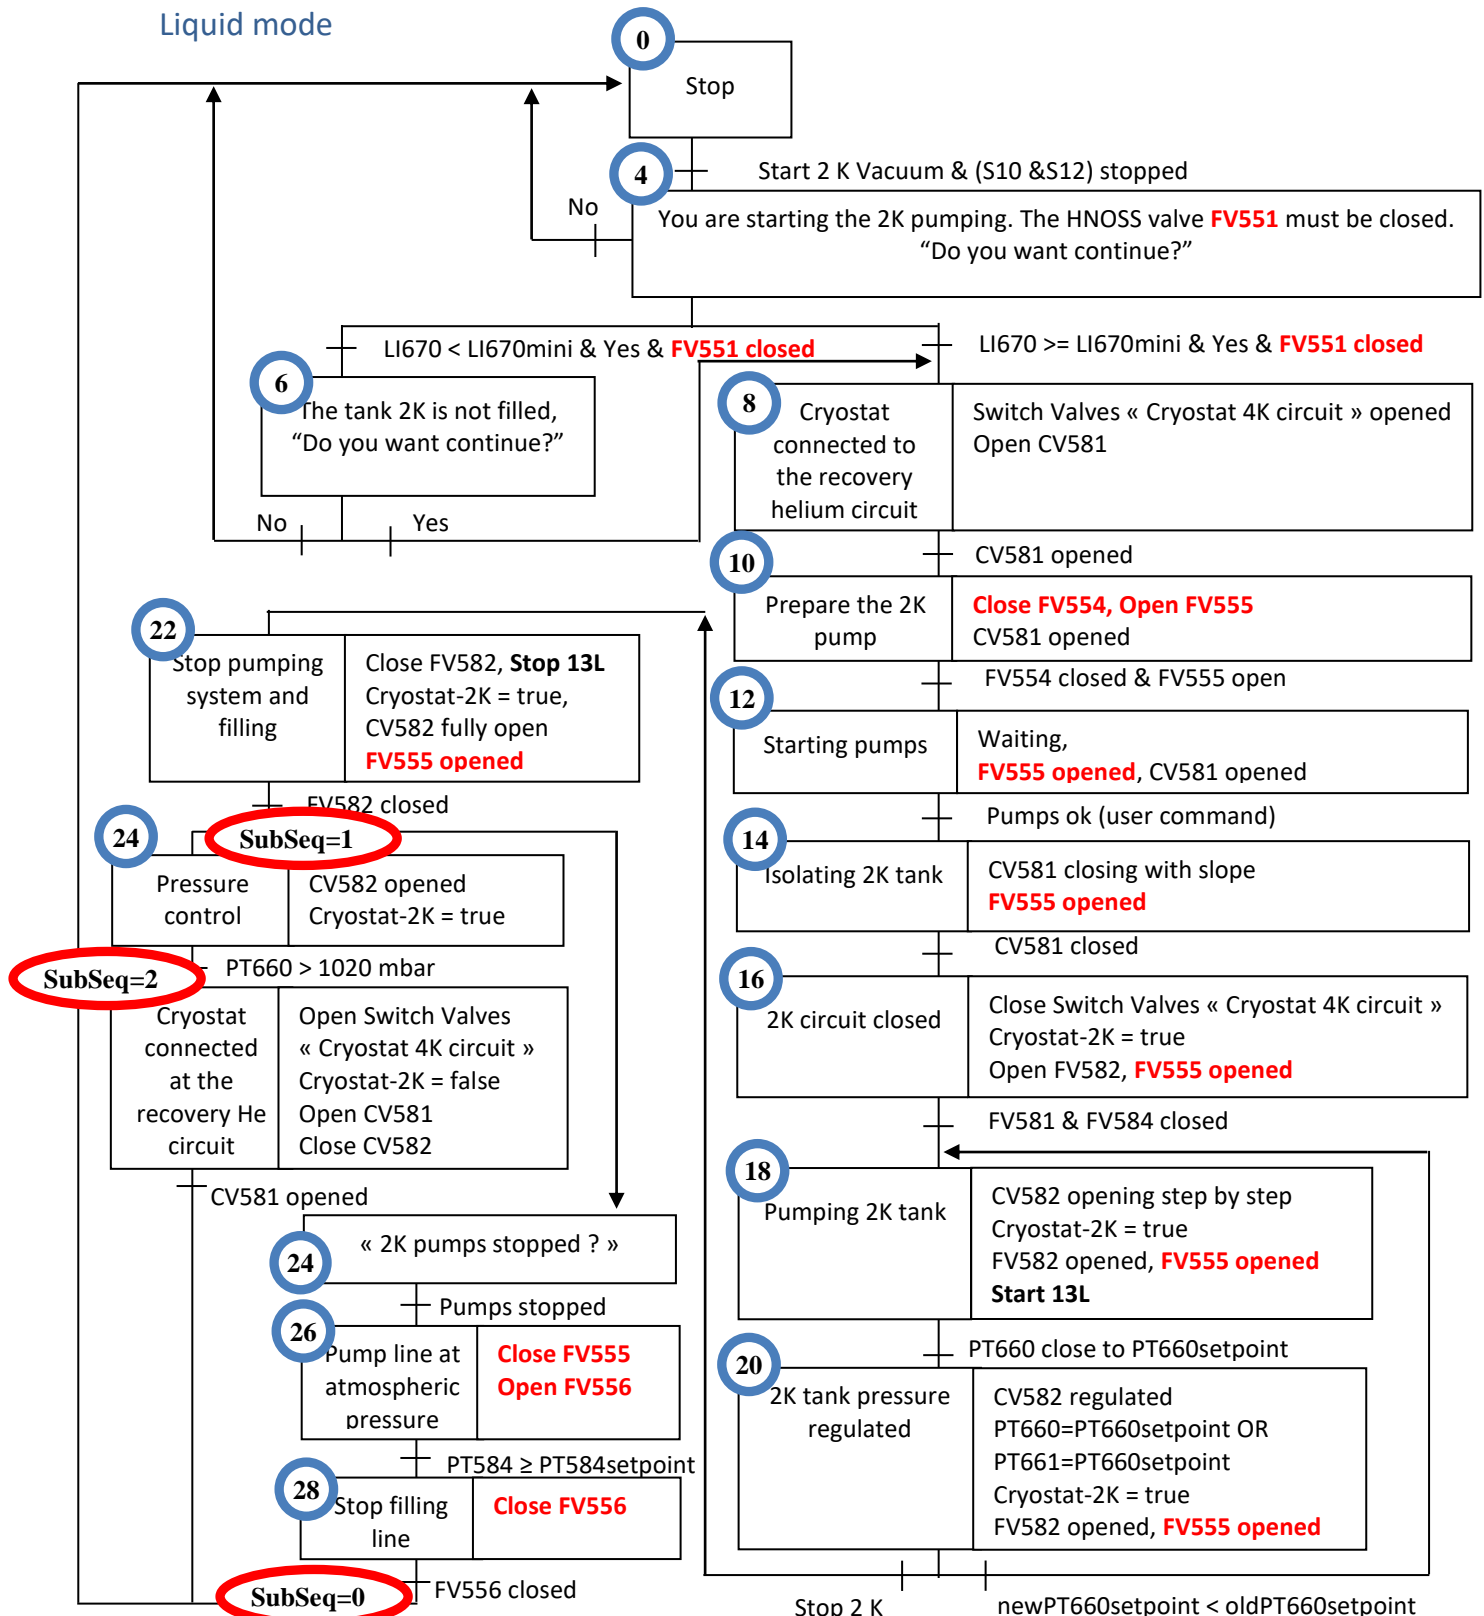 Liquid mode
0
Stop
Start 2 K Vacuum & (S10 &S12) stopped
4
No
You are starting the 2K pumping. The HNOSS valve FV551 must be closed.
“Do you want continue?”
LI670 < LI670mini & Yes & FV551 closed
LI670 >= LI670mini & Yes & FV551 closed
6
The tank 2K is not filled,
“Do you want continue?”
No
Yes
8
Cryostat
connected to
the recovery
helium circuit
Switch Valves « Cryostat 4K circuit » opened
Open CV581
CV581 opened
10
Prepare the 2K
pump
Close FV554, Open FV555
CV581 opened
FV554 closed & FV555 open
12
Starting pumps
Waiting,
FV555 opened, CV581 opened
Pumps ok (user command)
14
Isolating 2K tank
CV581 closing with slope
FV555 opened
CV581 closed
16
2K circuit closed
Close Switch Valves « Cryostat 4K circuit »
Cryostat-2K = true
Open FV582, FV555 opened
FV581 & FV584 closed
18
Pumping 2K tank
CV582 opening step by step
Cryostat-2K = true
FV582 opened, FV555 opened
Start 13L
PT660 close to PT660setpoint
20
2K tank pressure
regulated
CV582 regulated
PT660=PT660setpoint OR
PT661=PT660setpoint
Cryostat-2K = true
FV582 opened, FV555 opened
Stop 2 K
newPT660setpoint < oldPT660setpoint
22
Stop pumping
system and
filling
Close FV582, Stop 13L
Cryostat-2K = true,
CV582 fully open
FV555 opened
FV582 closed
SubSeq=1
24
Pressure
control
CV582 opened
Cryostat-2K = true
SubSeq=2
PT660 > 1020 mbar
Cryostat
connected
at the
recovery He
circuit
Open Switch Valves
« Cryostat 4K circuit »
Cryostat-2K = false
Open CV581
Close CV582
CV581 opened
« 2K pumps stopped ? »
24
Pumps stopped
26
Pump line at
atmospheric
pressure
Close FV555
Open FV556
PT584 ≥ PT584setpoint
28
Stop filling
line
Close FV556
SubSeq=0
FV556 closed